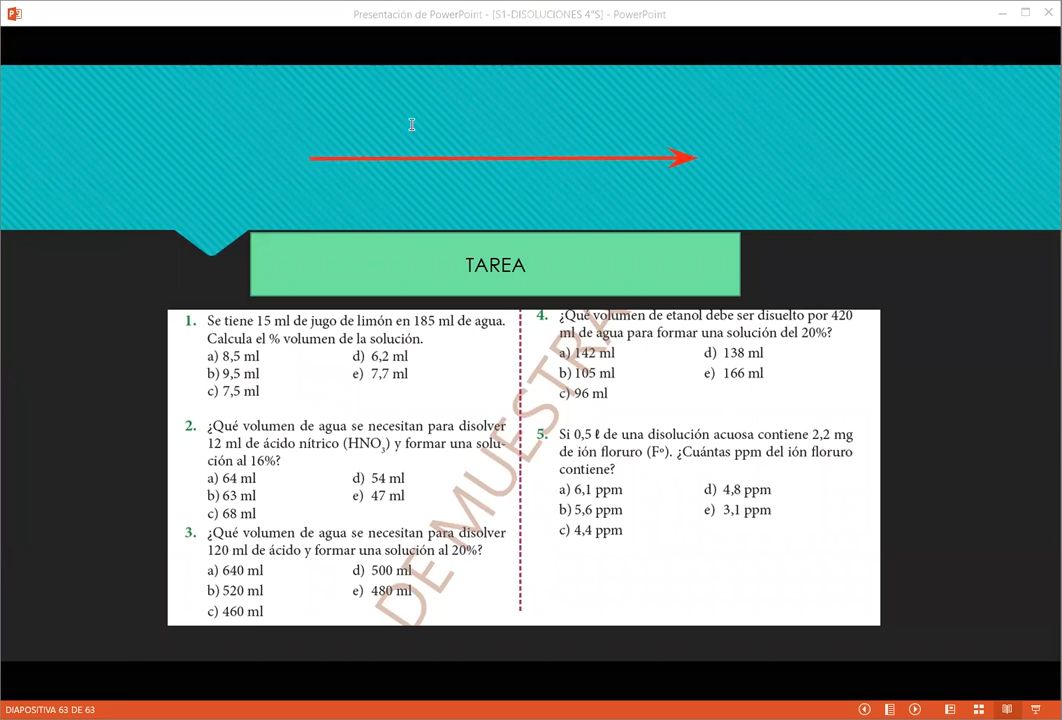 Presentación de PowerPoint - [S1-DISOLUCIONES 4°S] - PowerPoint
TAREA
1. Se tiene 15 ml de jugo de limón en 185 ml de agua.
Calcula el % volumen de la solución.
a) 8,5 ml d) 6,2 ml
b) 9,5 ml e) 7,7 ml
c) 7,5 ml
2. ¿Qué volumen de agua se necesitan para disolver
12 ml de ácido nítrico (HNO₃) y formar una solu-
ción al 16%?
a) 64 ml d) 54 ml
b) 63 ml e) 47 ml
c) 68 ml
3. ¿Qué volumen de agua se necesitan para disolver
120 ml de ácido y formar una solución al 20%?
a) 640 ml d) 500 ml
b) 520 ml e) 480 ml
c) 460 ml
4. ¿Qué volumen de etanol debe ser disuelto por 420
ml de agua para formar una solución del 20%?
a) 142 ml d) 138 ml
b) 105 ml e) 166 ml
c) 96 ml
5. Si 0,5 ℓ de una disolución acuosa contiene 2,2 mg
de ión floruro (Fº). ¿Cuántas ppm del ión floruro
contiene?
a) 6,1 ppm d) 4,8 ppm
b) 5,6 ppm e) 3,1 ppm
c) 4,4 ppm
DE MUESTRA
DIAPOSITIVA 63 DE 63